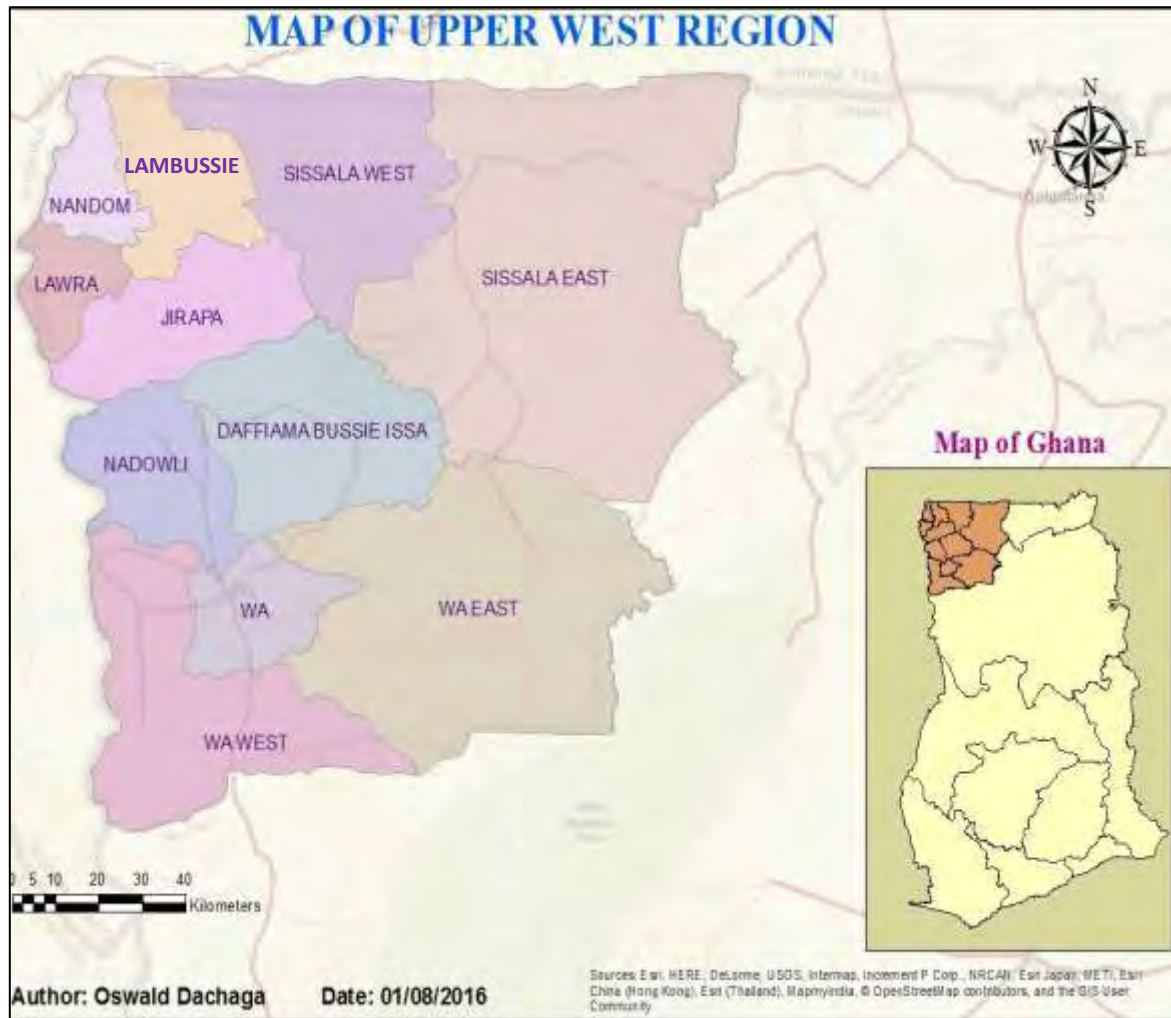 MAP OF UPPER WEST REGION
N
W E
S
LAMBUSSIE
SISSALA WEST
NANDOM
SISSALA EAST
LAWRA
JIRAPA
DAFFIAMA BUSSIE ISSA
NADOWLI
Map of Ghana
WA
WA EAST
WA WEST
0 5 10 20 30 40
Kilometers
Author: Oswald Dachaga Date: 01/08/2016
Sources: Esri, HERE, DeLorme, USGS, Intermap, increment P Corp., NRCAN, Esri Japan, METI, Esri
China (Hong Kong), Esri (Thailand), MapmyIndia, © OpenStreetMap contributors, and the GIS User
Community